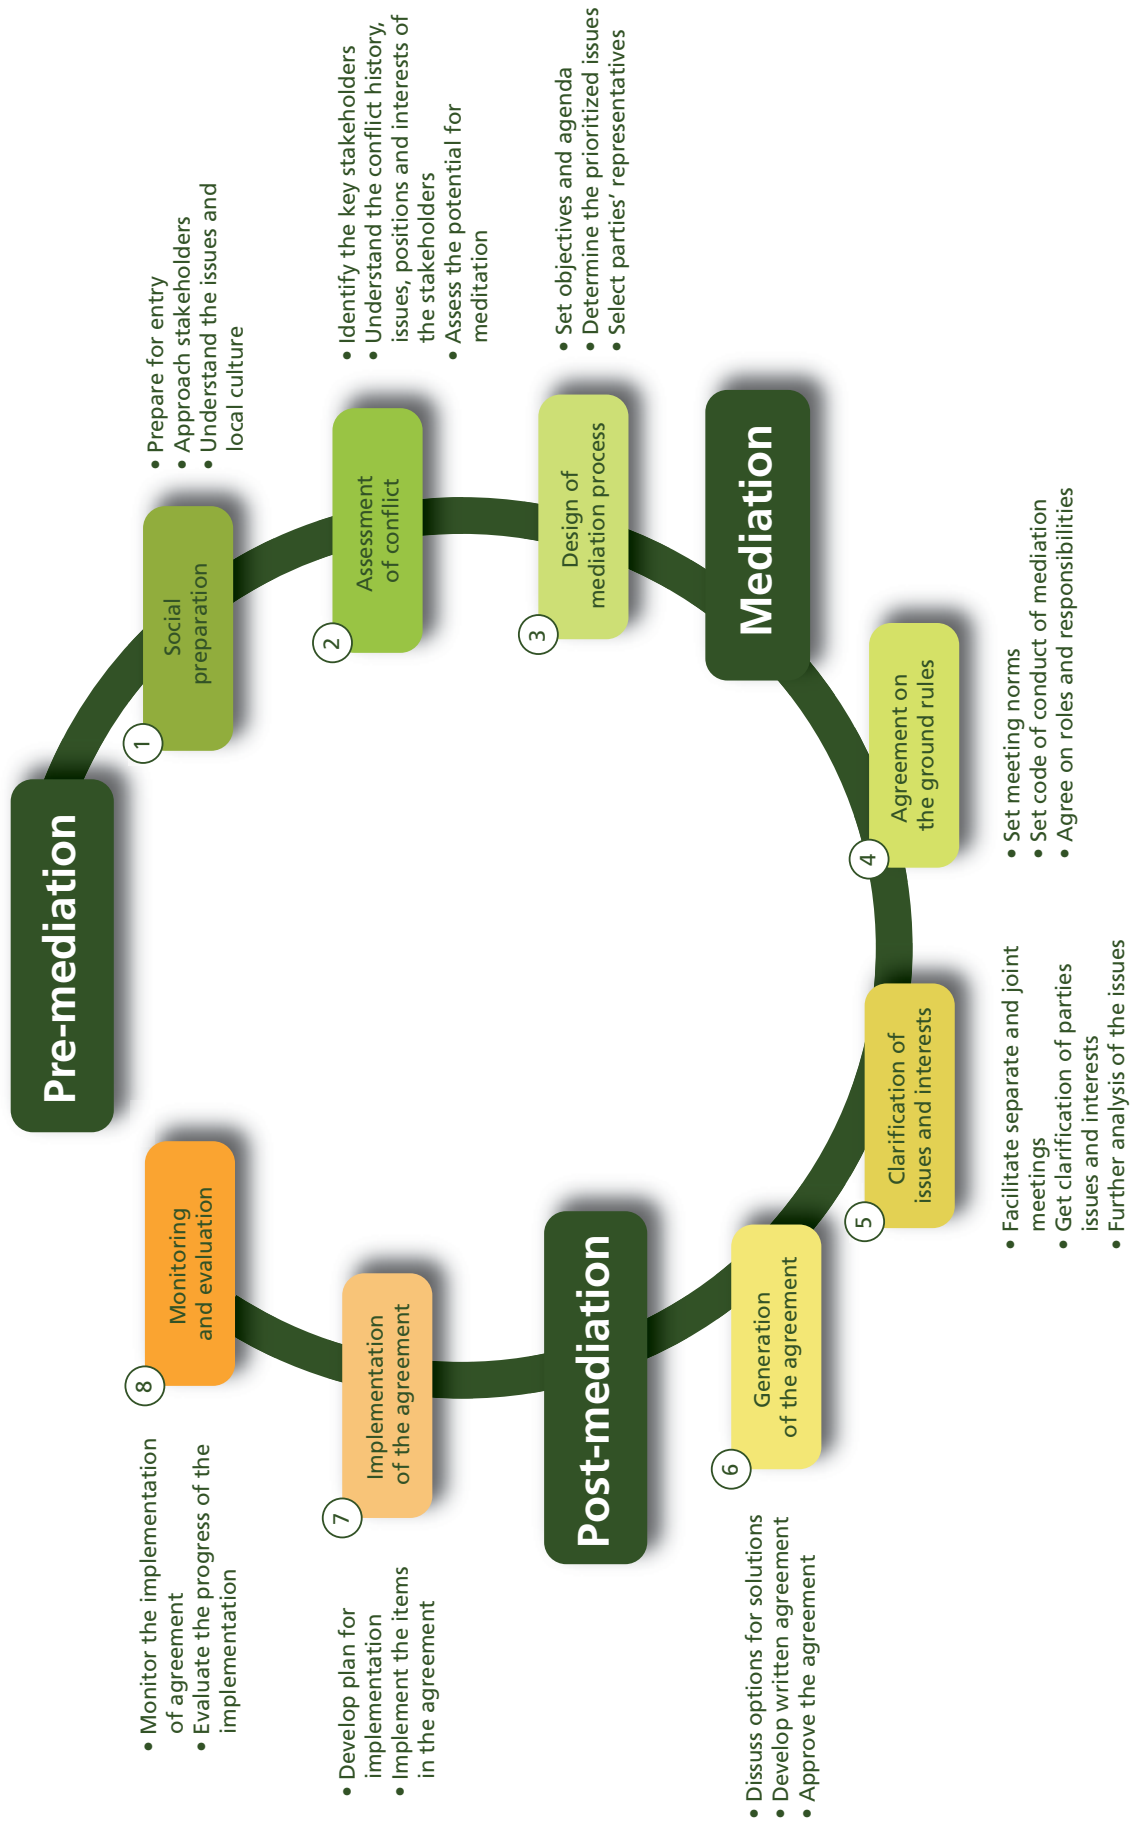 Pre-mediation
1
Social
preparation
• Prepare for entry
• Approach stakeholders
• Understand the issues and
local culture
2
Assessment
of conflict
• Identify the key stakeholders
• Understand the conflict history,
issues, positions and interests of
the stakeholders
• Assess the potential for
meditation
3
Design of
mediation process
• Set objectives and agenda
• Determine the prioritized issues
• Select parties’ representatives
Mediation
4
Agreement on
the ground rules
• Set meeting norms
• Set code of conduct of mediation
• Agree on roles and responsibilities
5
Clarification of
issues and interests
• Facilitate separate and joint
meetings
• Get clarification of parties
issues and interests
• Further analysis of the issues
6
Generation
of the agreement
• Discuss options for solutions
• Develop written agreement
• Approve the agreement
Post-mediation
7
Implementation
of the agreement
• Develop plan for
implementation
• Implement the items
in the agreement
8
Monitoring
and evaluation
• Monitor the implementation
of agreement
• Evaluate the progress of the
implementation